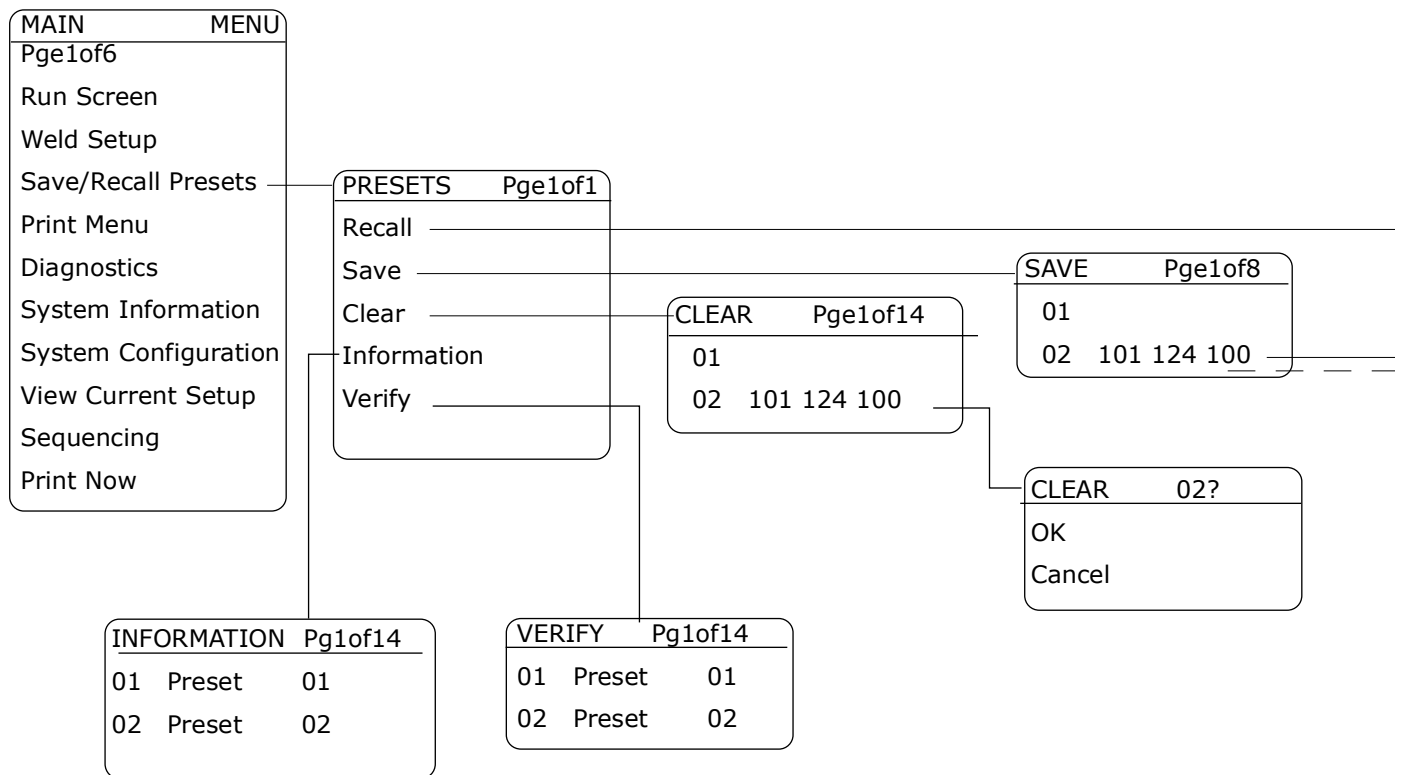 MAIN MENU
Pge1of6
Run Screen
Weld Setup
Save/Recall Presets
Print Menu
Diagnostics
System Information
System Configuration
View Current Setup
Sequencing
Print Now
PRESETS Pge1of1
Recall
Save
Clear
Information
Verify
SAVE Pge1of8
01
02 101 124 100
CLEAR Pge1of14
01
02 101 124 100
CLEAR 02?
OK
Cancel
INFORMATION Pg1of14
01 Preset 01
02 Preset 02
VERIFY Pg1of14
01 Preset 01
02 Preset 02